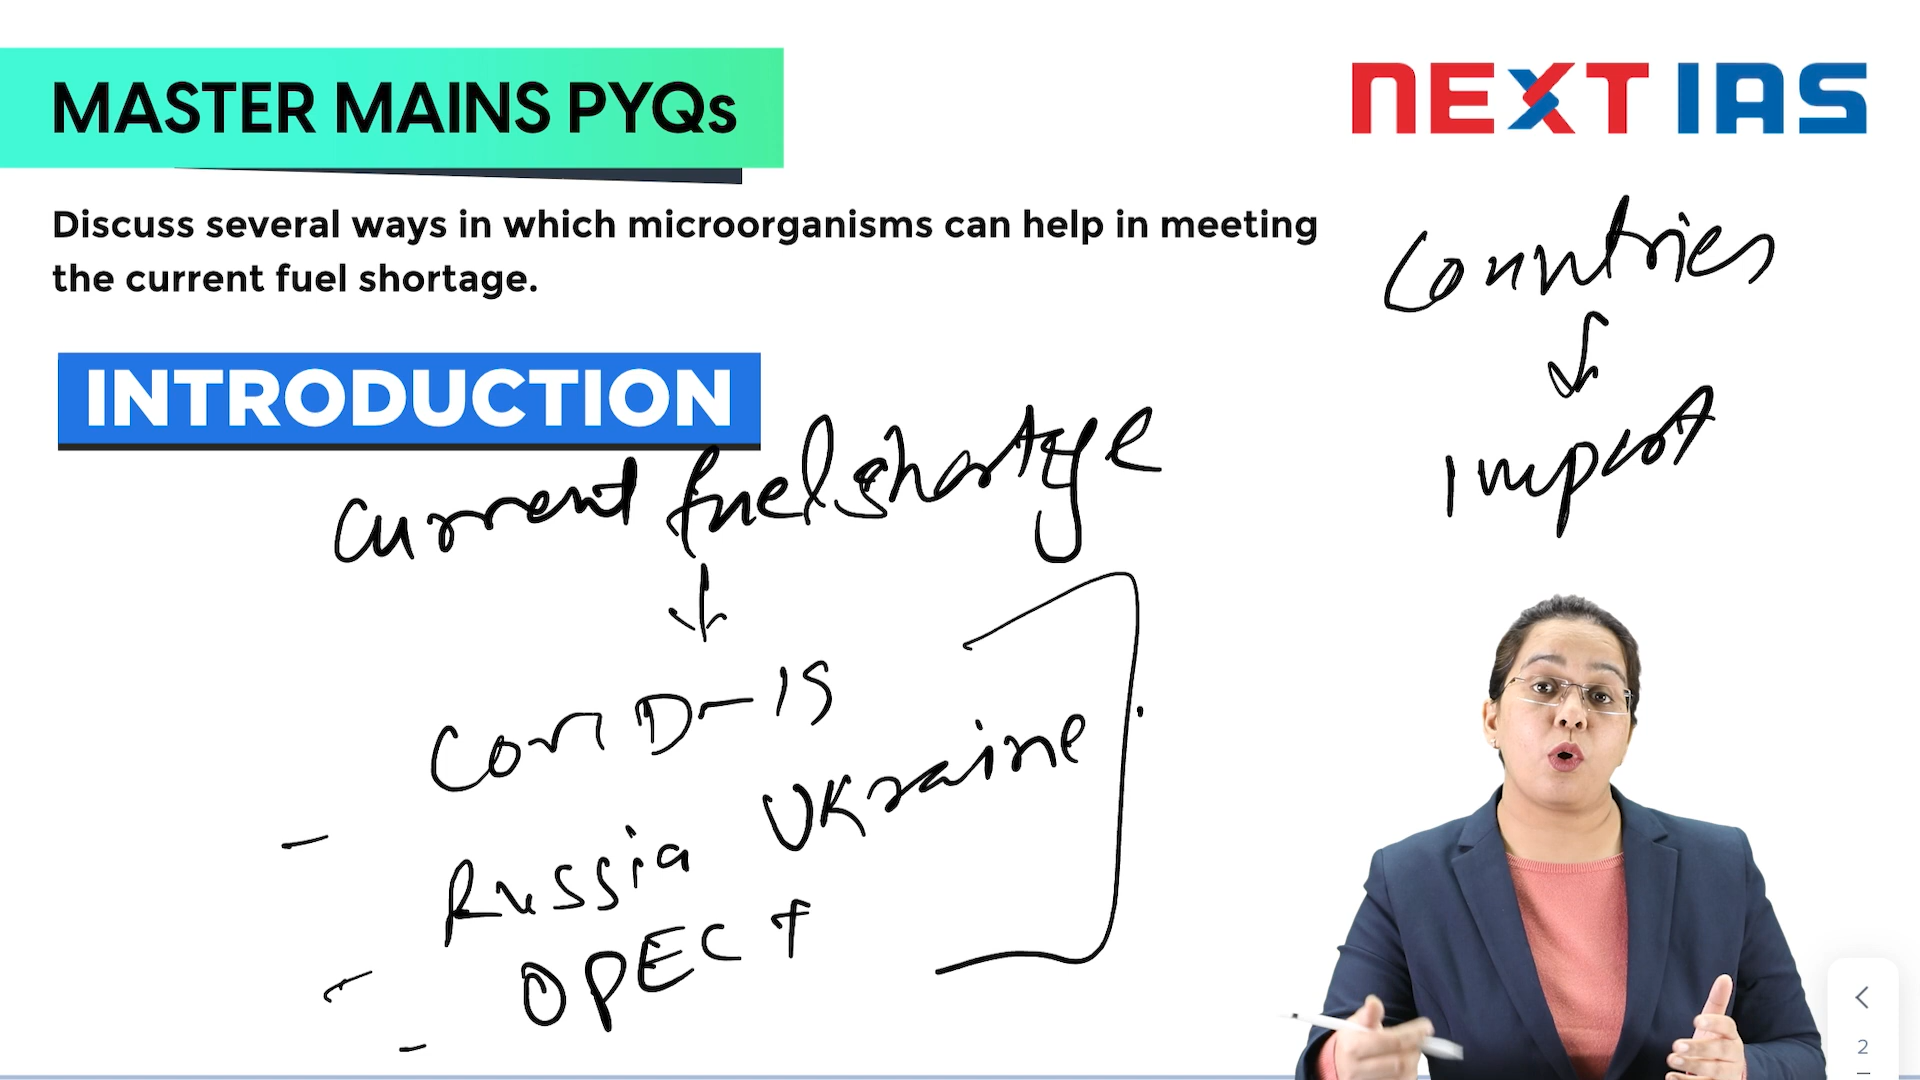 MASTER MAINS PYQs
NEXT IAS
Discuss several ways in which microorganisms can help in meeting
the current fuel shortage.
Countries
INTRODUCTION
import
current fuel shortage
COVID-19
Russia Ukraine
OPEC +
2